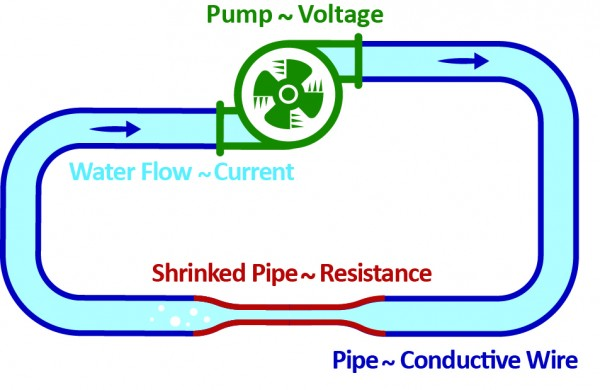 Pump ~ Voltage
Water Flow ~ Current
Shrinked Pipe ~ Resistance
Pipe ~ Conductive Wire